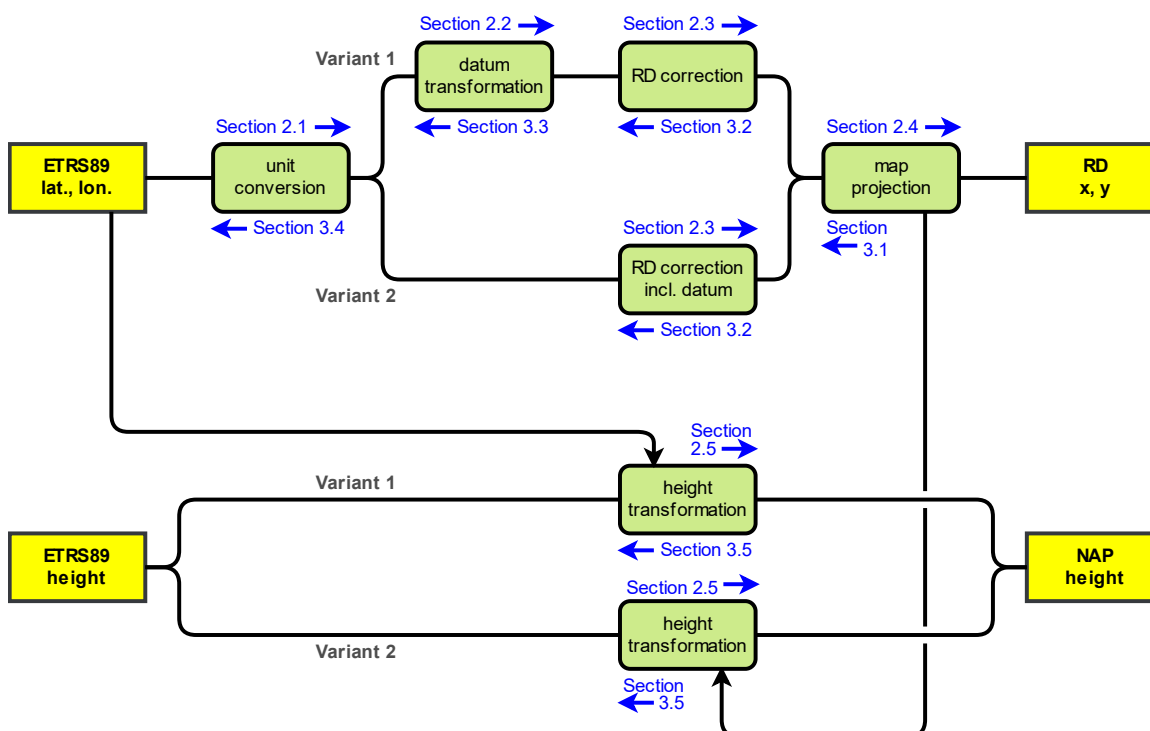 Section 2.2
Section 2.3
Variant 1
datum
transformation
RD correction
Section 2.1
Section 3.3
Section 3.2
Section 2.4
ETRS89
lat., lon.
unit
conversion
map
projection
RD
x, y
Section 3.4
Section 2.3
Section
3.1
RD correction
incl. datum
Variant 2
Section 3.2
Section
2.5
Variant 1
height
transformation
ETRS89
height
Section 3.5
NAP
height
Section 2.5
height
transformation
Variant 2
Section
3.5